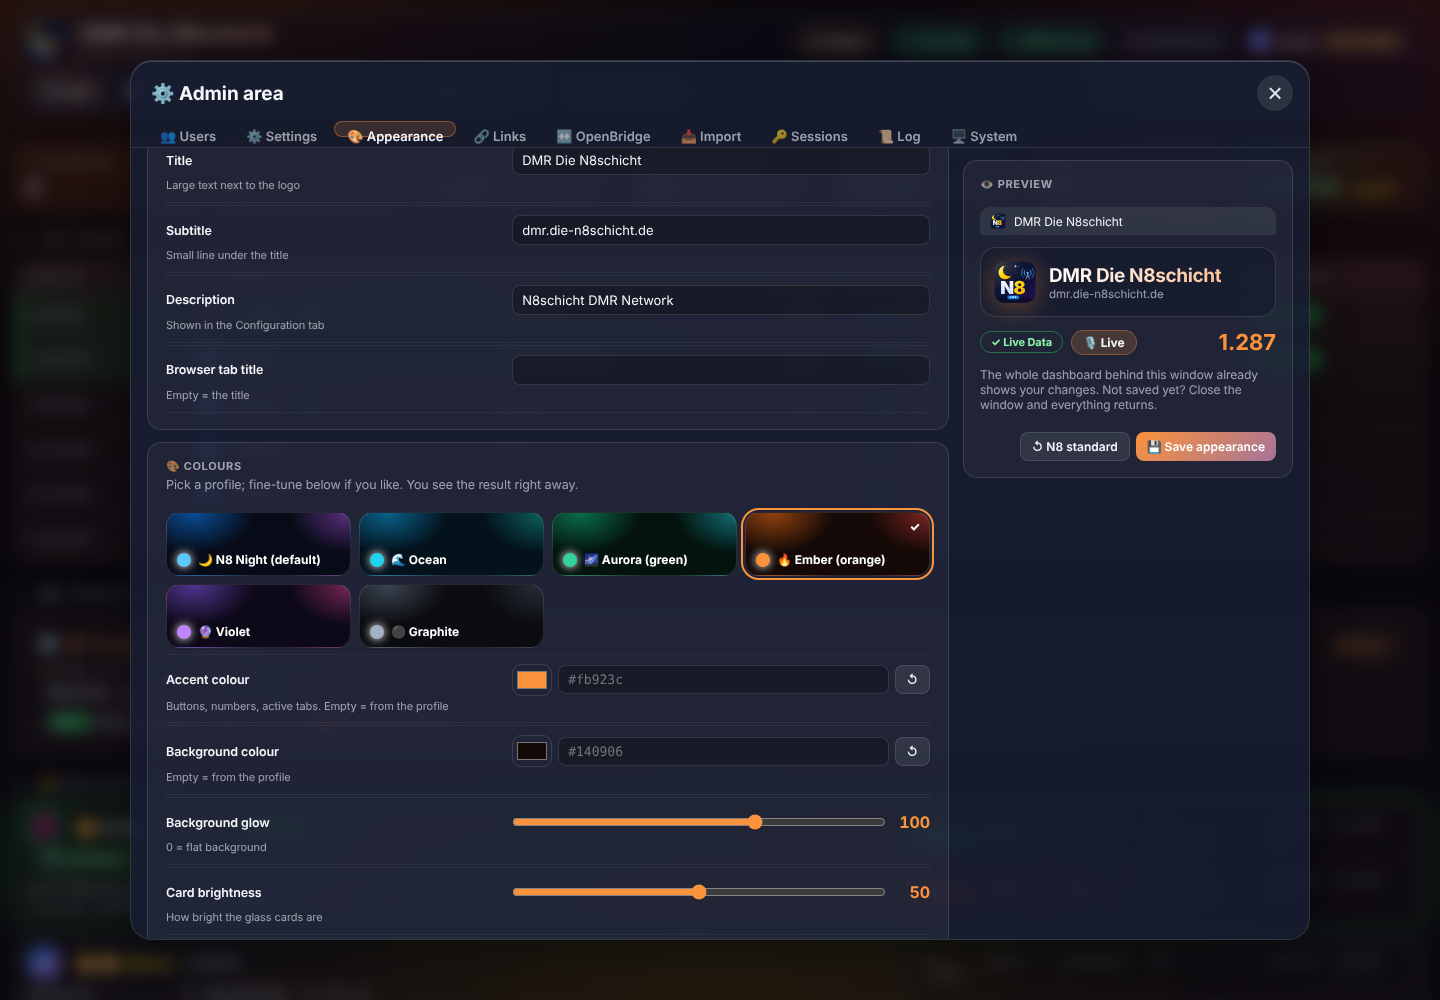 ⚙️ Admin area
✕
👥 Users ⚙️ Settings 🎨 Appearance 🔗 Links ↔️ OpenBridge 📥 Import 🔑 Sessions 📜 Log 🖥️ System
Title
DMR Die N8schicht
Large text next to the logo
Subtitle
dmr.die-n8schicht.de
Small line under the title
Description
N8schicht DMR Network
Shown in the Configuration tab
Browser tab title
Empty = the title
🎨 COLOURS
Pick a profile; fine-tune below if you like. You see the result right away.
🌙 N8 Night (default)
🌊 Ocean
🌌 Aurora (green)
✓
🔥 Ember (orange)
🔮 Violet
⚫ Graphite
Accent colour
#fb923c
Buttons, numbers, active tabs. Empty = from the profile
Background colour
#140906
Empty = from the profile
Background glow
100
0 = flat background
Card brightness
50
How bright the glass cards are
👁️ PREVIEW
N8 DMR Die N8schicht
N8
DMR Die N8schicht
dmr.die-n8schicht.de
✓ Live Data
🎙️ Live
1.287
The whole dashboard behind this window already
shows your changes. Not saved yet? Close the
window and everything returns.
↺ N8 standard
💾 Save appearance